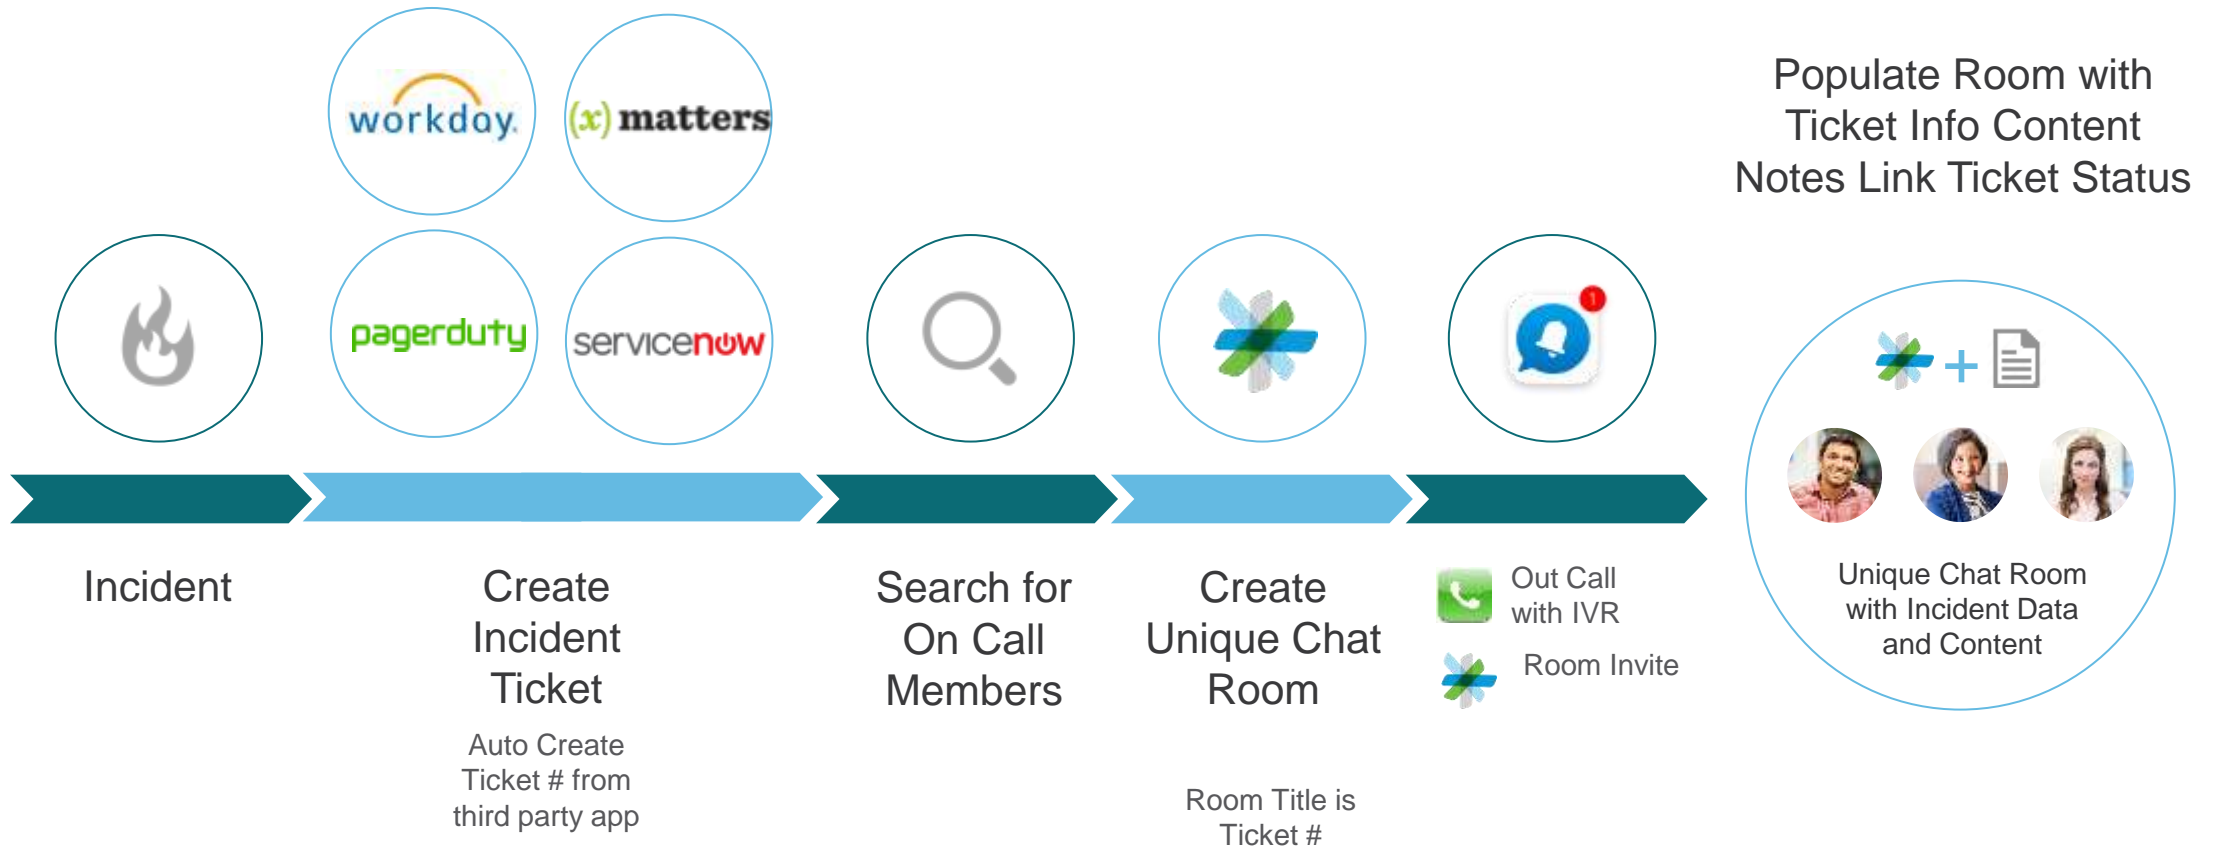 workday.
(x) matters
pagerduty
servicenow
1
Populate Room with
Ticket Info Content
Notes Link Ticket Status
Incident
Create
Incident
Ticket
Auto Create
Ticket # from
third party app
Search for
On Call
Members
Create
Unique Chat
Room
Room Title is
Ticket #
Out Call
with IVR
Room Invite
+
Unique Chat Room
with Incident Data
and Content